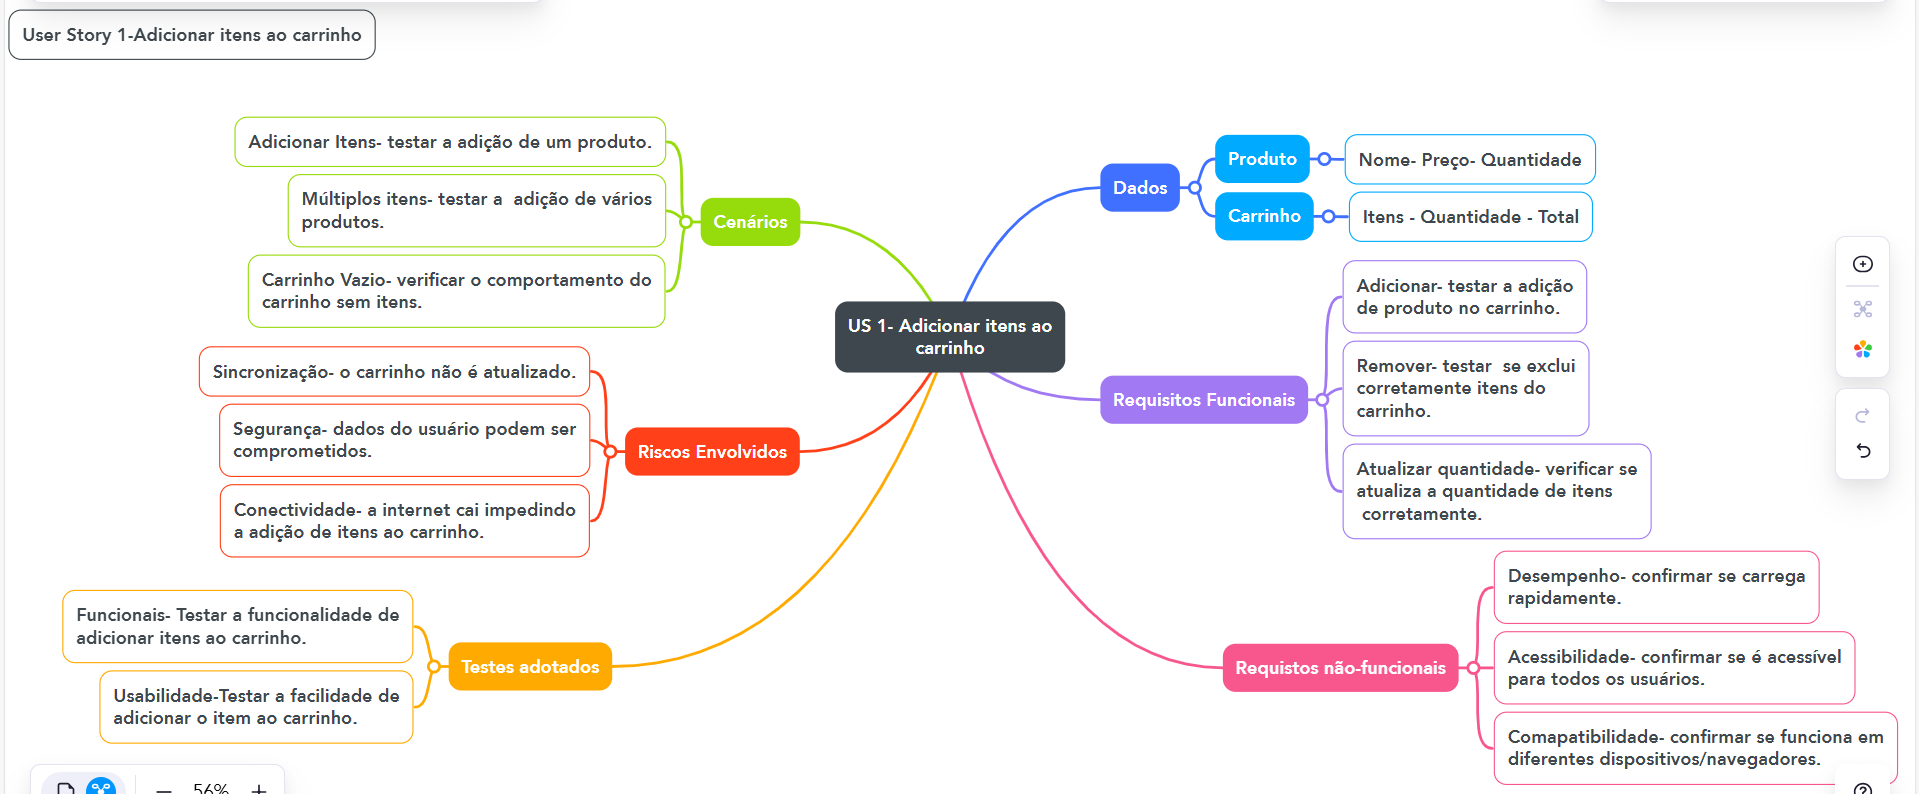 User Story 1-Adicionar itens ao carrinho
Adicionar Itens- testar a adição de um produto.
Múltiplos itens- testar a  adição de vários
produtos.
Carrinho Vazio- verificar o comportamento do
carrinho sem itens.
Cenários
Sincronização- o carrinho não é atualizado.
Segurança- dados do usuário podem ser
comprometidos.
Conectividade- a internet cai impedindo
a adição de itens ao carrinho.
Riscos Envolvidos
Funcionais- Testar a funcionalidade de
adicionar itens ao carrinho.
Usabilidade-Testar a facilidade de
adicionar o item ao carrinho.
Testes adotados
US 1- Adicionar itens ao
carrinho
Dados
Produto
Nome- Preço- Quantidade
Carrinho
Itens - Quantidade - Total
Requisitos Funcionais
Adicionar- testar a adição
de produto no carrinho.
Remover- testar  se exclui
corretamente itens do
carrinho.
Atualizar quantidade- verificar se
atualiza a quantidade de itens
corretamente.
Requistos não-funcionais
Desempenho- confirmar se carrega
rapidamente.
Acessibilidade- confirmar se é acessível
para todos os usuários.
Comapatibilidade- confirmar se funciona em
diferentes dispositivos/navegadores.
56%